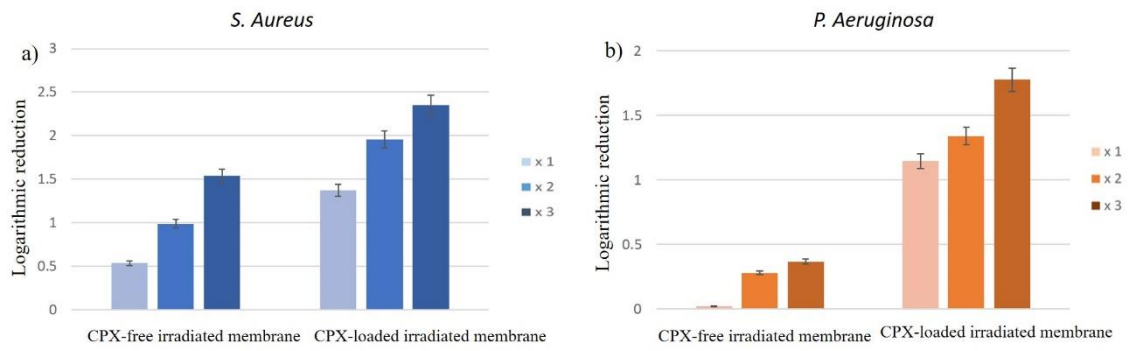 S. Aureus
a)
Logarithmic reduction
3
2.5
2
1.5
1
0.5
0
CPX-free irradiated membrane
CPX-loaded irradiated membrane
x 1
x 2
x 3
P. Aeruginosa
b)
Logarithmic reduction
2
1.5
1
0.5
0
CPX-free irradiated membrane
CPX-loaded irradiated membrane
x 1
x 2
x 3